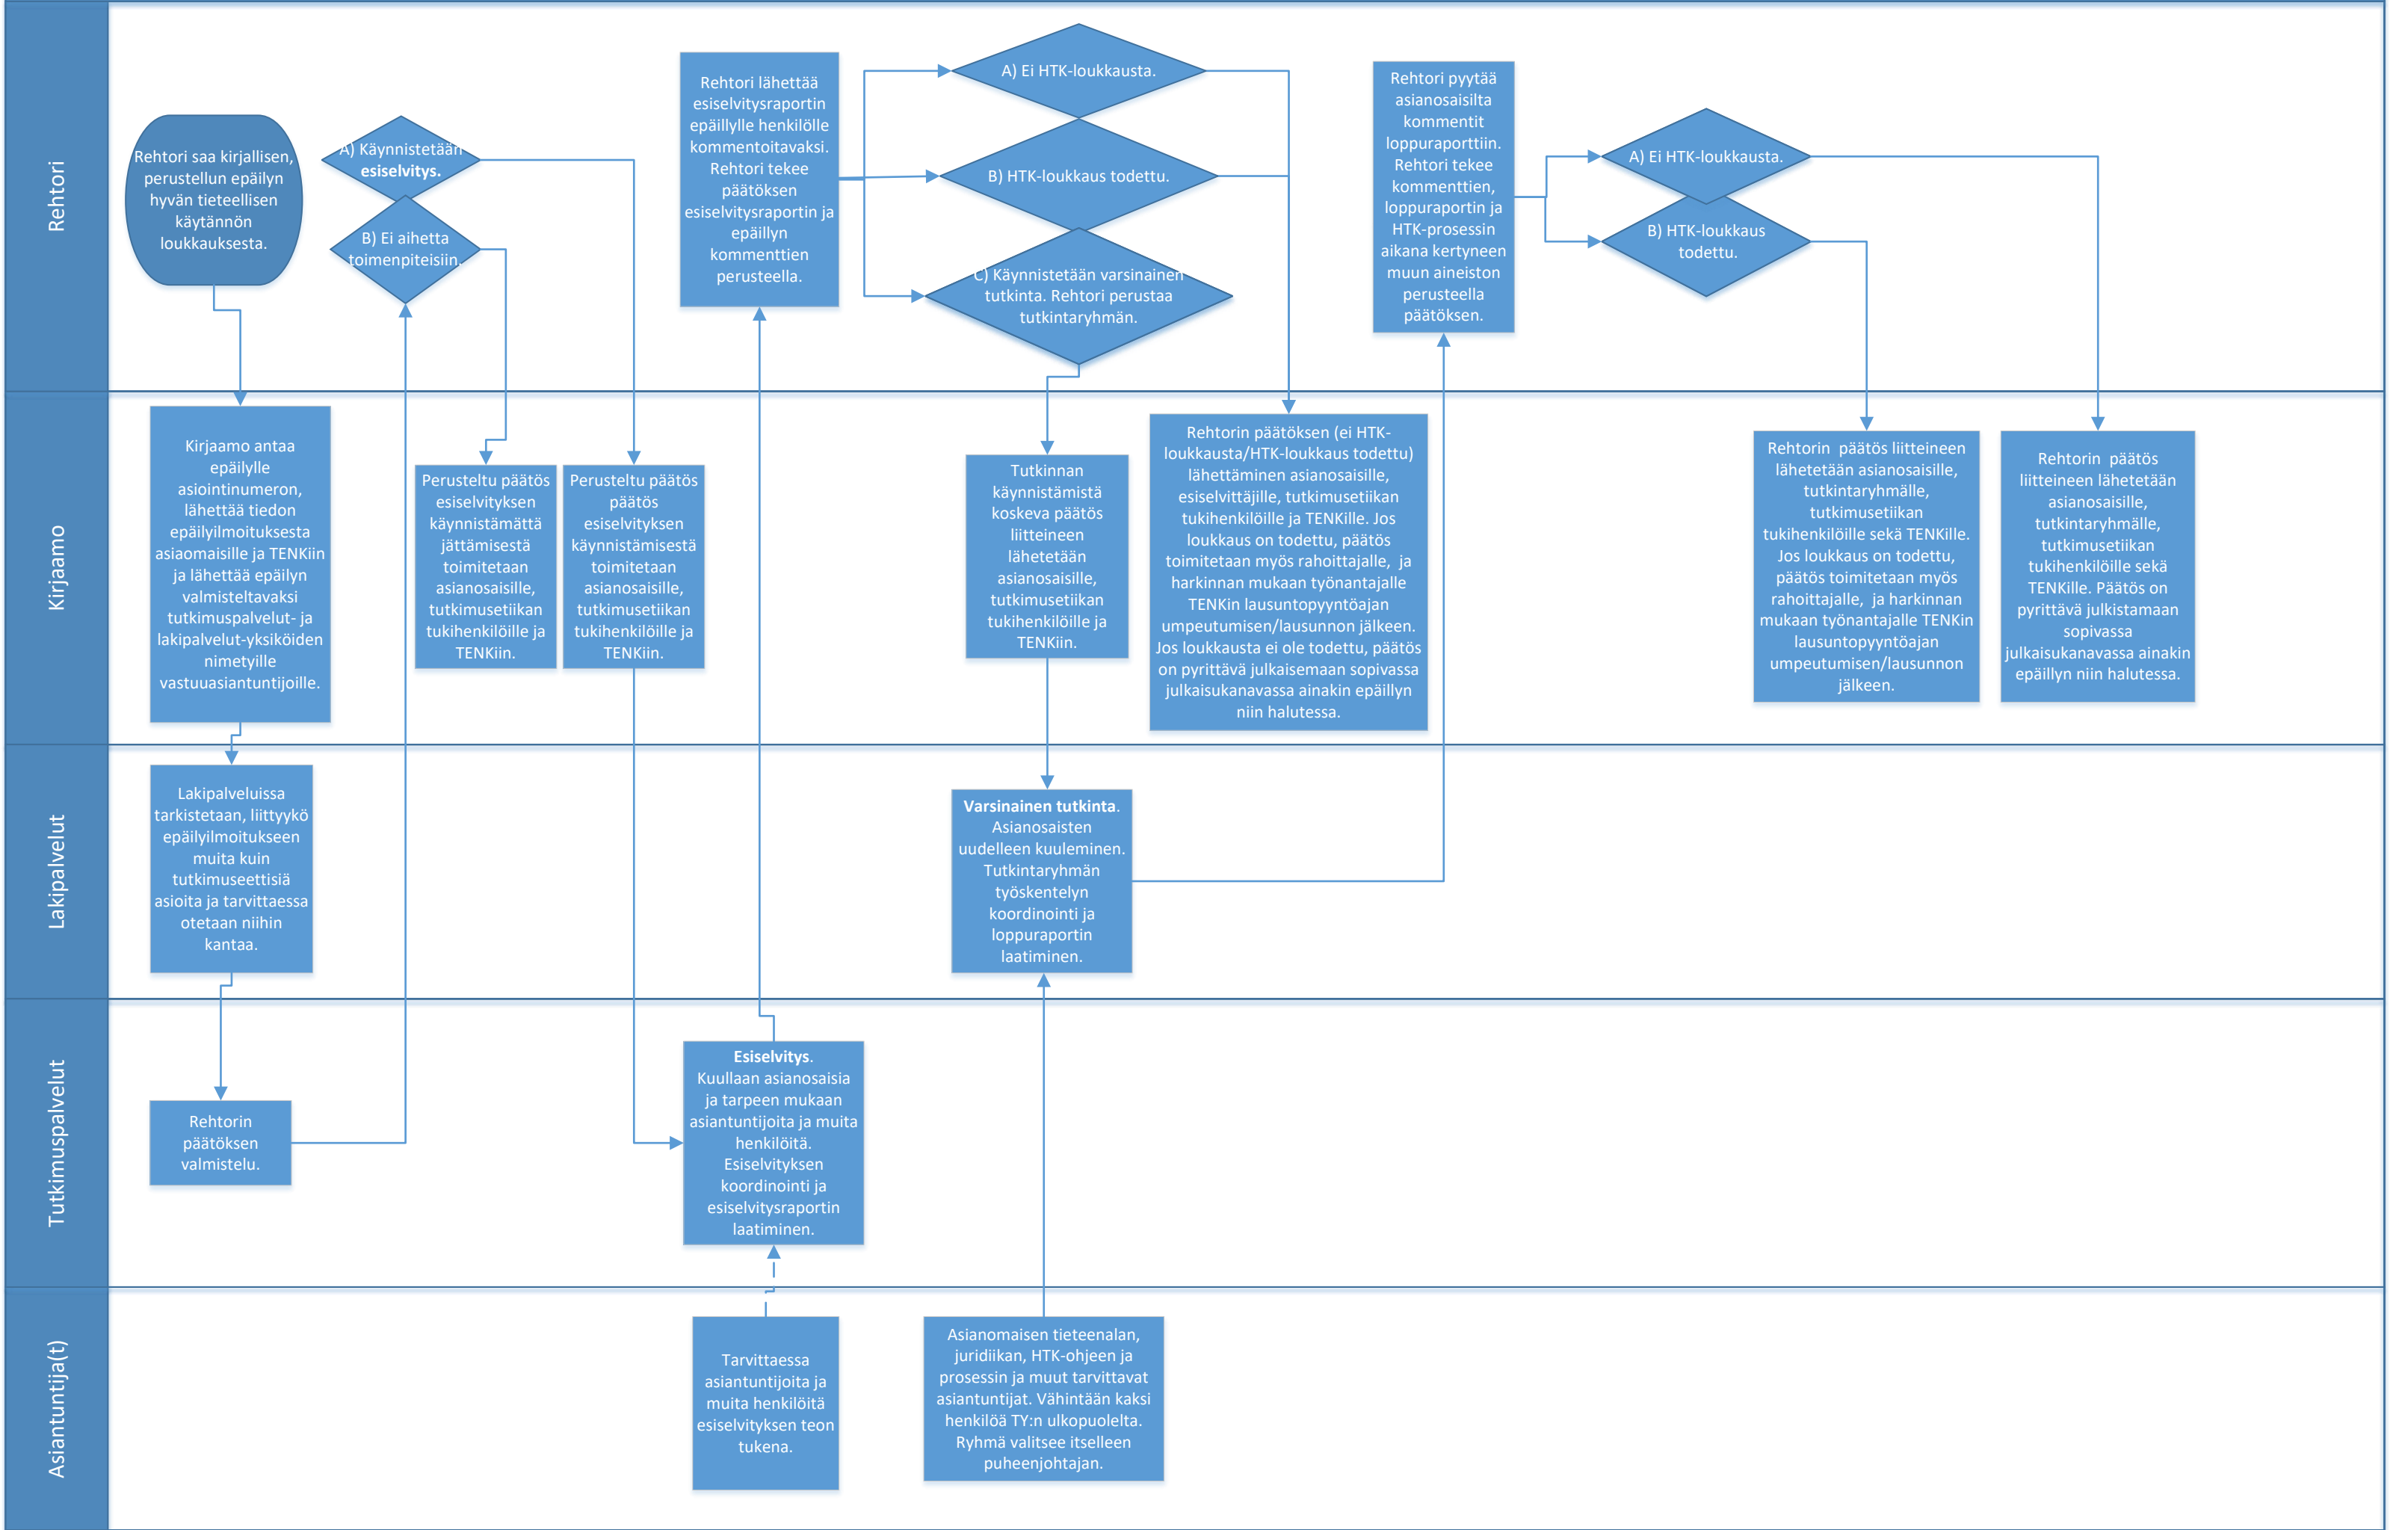 Rehtori
Rehtori saa kirjallisen,
perustellun epäilyn
hyvän tieteellisen
käytännön
loukkauksesta.
A) Käynnistetään
esiselvitys.
B) Ei aihetta
toimenpiteisiin.
Rehtori lähettää
esiselvitysraportin
epäillylle henkilölle
kommentoitavaksi.
Rehtori tekee
päätöksen
esiselvitysraportin ja
epäillyn
kommenttien
perusteella.
A) Ei HTK-loukkausta.
B) HTK-loukkaus todettu.
C) Käynnistetään varsinainen
tutkinta. Rehtori perustaa
tutkintaryhmän.
Rehtori pyytää
asianosaisilta
kommentit
loppuraporttiin.
Rehtori tekee
kommenttien,
loppuraportin ja
HTK-prosessin
aikana kertyneen
muun aineiston
perusteella
päätöksen.
A) Ei HTK-loukkausta.
B) HTK-loukkaus
todettu.
Kirjaamo
Kirjaamo antaa
epäilylle
asiointinumeron,
lähettää tiedon
epäilyilmoituksesta
asiaomaisille ja TENKiin
ja lähettää epäilyn
valmisteltavaksi
tutkimuspalvelut- ja
lakipalvelut-yksiköiden
nimetyille
vastuuasiantuntijoille.
Perusteltu päätös
esiselvityksen
käynnistämättä
jättämisestä
toimitetaan
asianosaisille,
tutkimusetiikan
tukihenkilöille ja
TENKiin.
Perusteltu päätös
päätös
esiselvityksen
käynnistämisestä
toimitetaan
asianosaisille,
tutkimusetiikan
tukihenkilöille ja
TENKiin.
Tutkinnan
käynnistämistä
koskeva päätös
liitteineen
lähetetään
asianosaisille,
tutkimusetiikan
tukihenkilöille ja
TENKiin.
Rehtorin päätöksen (ei HTK-
loukkausta/HTK-loukkaus todettu)
lähettäminen asianosaisille,
esiselvittäjille, tutkimusetiikan
tukihenkilöille ja TENKille. Jos
loukkaus on todettu, päätös
toimitetaan myös rahoittajalle, ja
harkinnan mukaan työnantajalle
TENKin lausuntopyyntöajan
umpeutumisen/lausunnon jälkeen.
Jos loukkausta ei ole todettu, päätös
on pyrittävä julkaisemaan sopivassa
julkaisukanavassa ainakin epäillyn
niin halutessa.
Rehtorin päätös liitteineen
lähetetään asianosaisille,
tutkintaryhmälle,
tutkimusetiikan
tukihenkilöille sekä TENKille.
Jos loukkaus on todettu,
päätös toimitetaan myös
rahoittajalle, ja harkinnan
mukaan työnantajalle TENKin
lausuntopyyntöajan
umpeutumisen/lausunnon
jälkeen.
Rehtorin päätös
liitteineen lähetetään
asianosaisille,
tutkintaryhmälle,
tutkimusetiikan
tukihenkilöille sekä
TENKille. Päätös on
pyrittävä julkistamaan
sopivassa
julkaisukanavassa ainakin
epäillyn niin halutessa.
Lakipalvelut
Lakipalveluissa
tarkistetaan, liittyykö
epäilyilmoitukseen
muita kuin
tutkimuseettisiä
asioita ja tarvittaessa
otetaan niihin
kantaa.
Varsinainen tutkinta.
Asianosaisten
uudelleen kuuleminen.
Tutkintaryhmän
työskentelyn
koordinointi ja
loppuraportin
laatiminen.
Tutkimuspalvelut
Rehtorin
päätöksen
valmistelu.
Esiselvitys.
Kuullaan asianosaisia
ja tarpeen mukaan
asiantuntijoita ja muita
henkilöitä.
Esiselvityksen
koordinointi ja
esiselvitysraportin
laatiminen.
Asiantuntija(t)
Tarvittaessa
asiantuntijoita ja
muita henkilöitä
esiselvityksen teon
tukena.
Asianomaisen tieteenalan,
juridiikan, HTK-ohjeen ja
prosessin ja muut tarvittavat
asiantuntijat. Vähintään kaksi
henkilöä TY:n ulkopuolelta.
Ryhmä valitsee itselleen
puheenjohtajan.